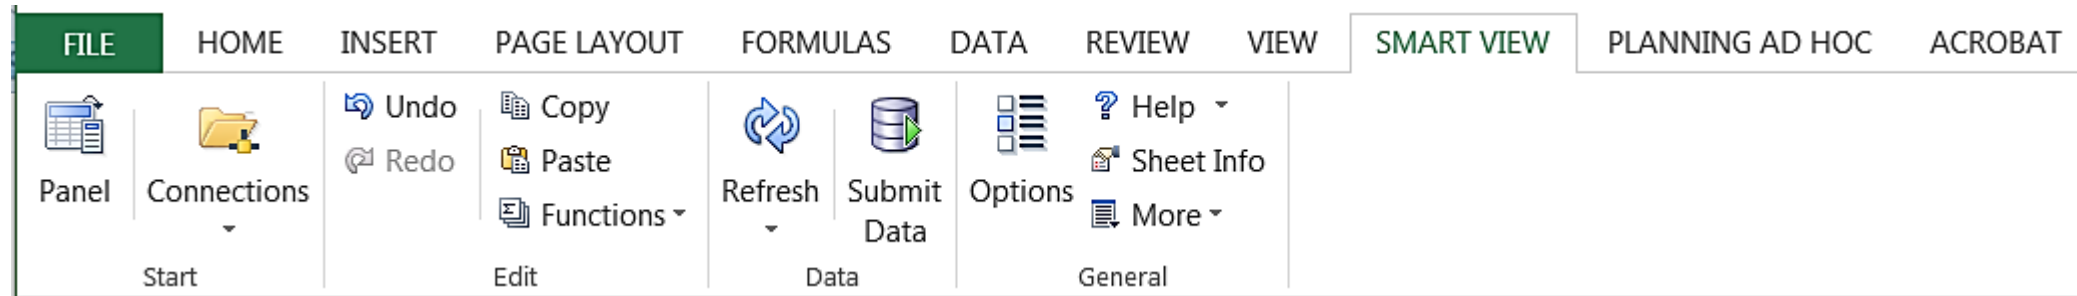 FILE HOME INSERT PAGE LAYOUT FORMULAS DATA REVIEW VIEW SMART VIEW PLANNING AD HOC ACROBAT
Panel
Connections
Undo
Redo
Copy
Paste
Functions
Refresh
Submit
Data
Options
Help
Sheet Info
More
Start Edit Data General